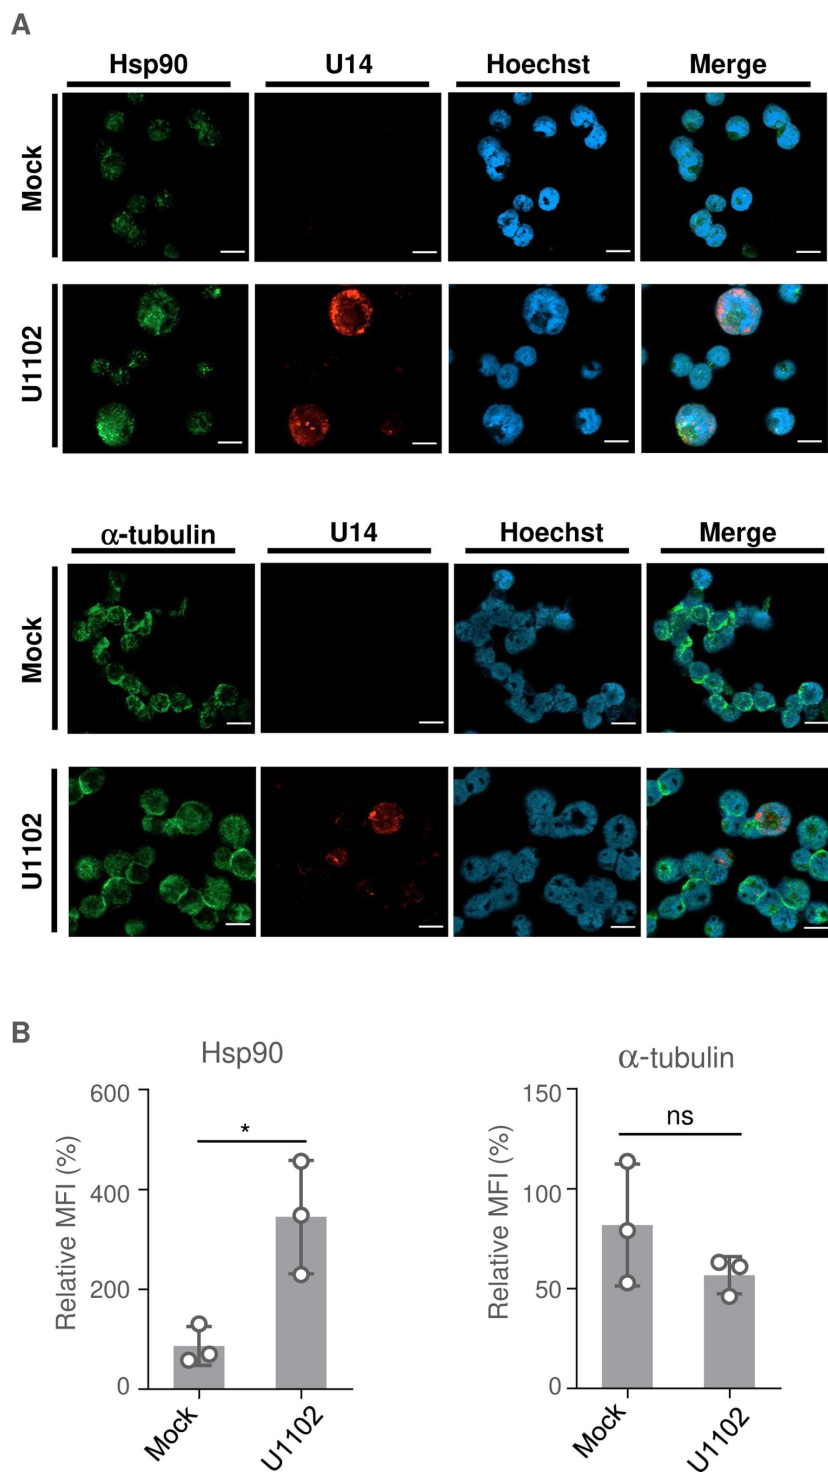 A
Hsp90 U14 Hoechst Merge
Mock
U1102
α-tubulin U14 Hoechst Merge
Mock
U1102
B
Hsp90
Relative MFI (%)
600
400
200
0
*
Mock
U1102
α-tubulin
Relative MFI (%)
150
100
50
0
ns
Mock
U1102